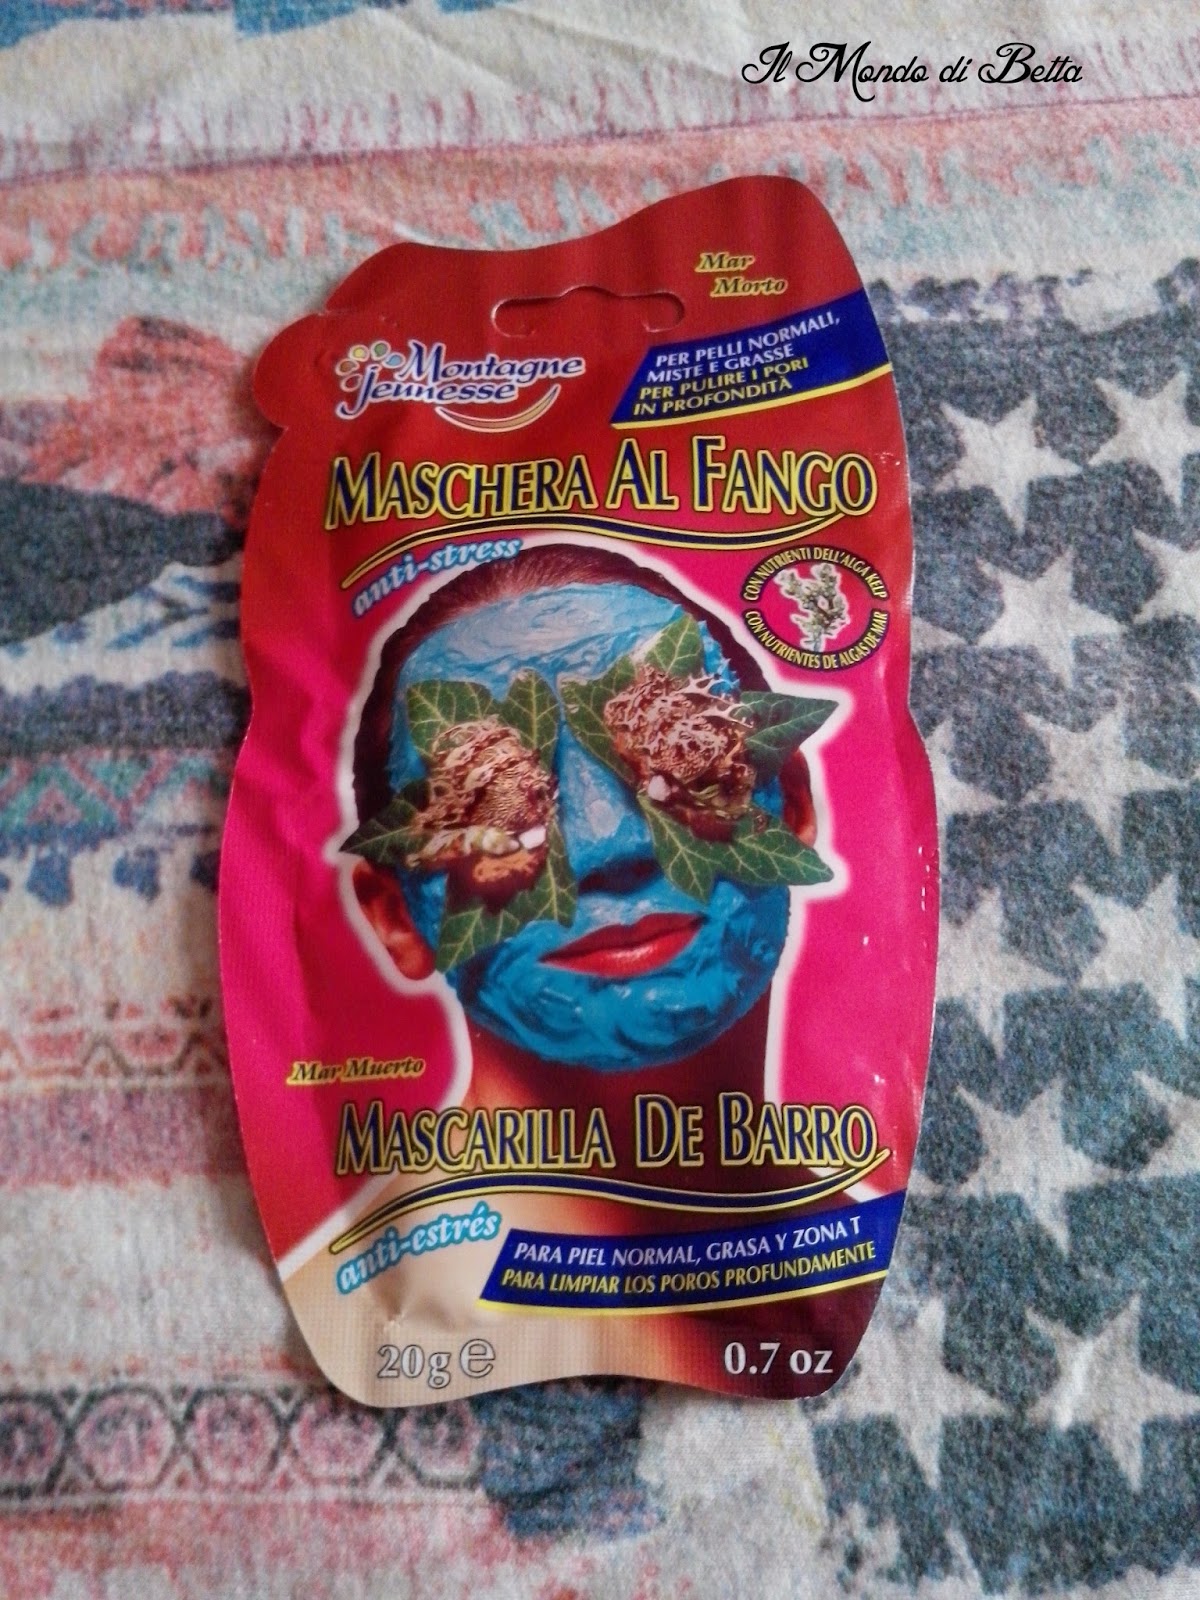 Il Mondo di Betta
Mar
Morto
Montagne
Jeunesse
PER PELLI NORMALI,
MISTE E GRASSE
PER PULIRE I PORI
IN PROFONDITÀ
MASCHERA AL FANGO
anti-stress
CON NUTRIENTI DELL'ALGA KELP
CON NUTRIENTES DE ALGAS DE MAR
Mar Muerto
MASCARILLA DE BARRO
anti-estrés
PARA PIEL NORMAL, GRASA Y ZONA T
PARA LIMPIAR LOS POROS PROFUNDAMENTE
20g e
0.7 oz